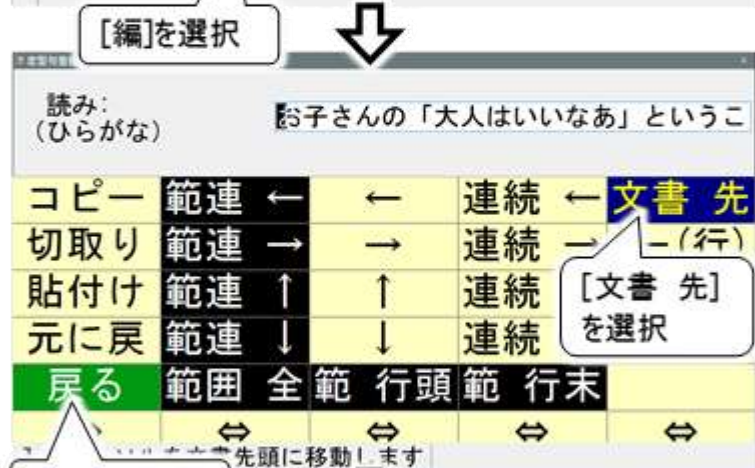 [編]を選択
読み:
(ひらがな)
お子さんの「大人はいいなあ」というこ
コピー 範連 ← ← 連続 ← 文書 先
切取り 範連 → → 連続 → (行)
貼付け 範連 ↑ ↑ 連続
元に戻 範連 ↓ ↓ 連続
[文書 先]
を選択
戻る 範囲 全 範 行頭 範 行末
⇔ ⇔ ⇔ ⇔
文書先頭に移動します